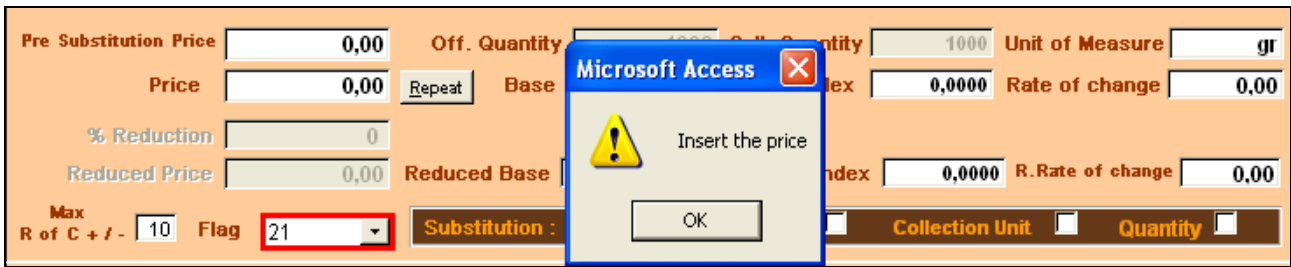 Pre Substitution Price 0,00 Off. Quantity Quantity 1000 Unit of Measure gr
Microsoft Access
Price 0,00 Repeat Base 0,0000 Rate of change 0,00
Insert the price
% Reduction 0
Reduced Price 0,00 Reduced Base 0,0000 R.Rate of change 0,00
OK
Max
R of C + / - 10 Flag 21 Substitution : Collection Unit Quantity